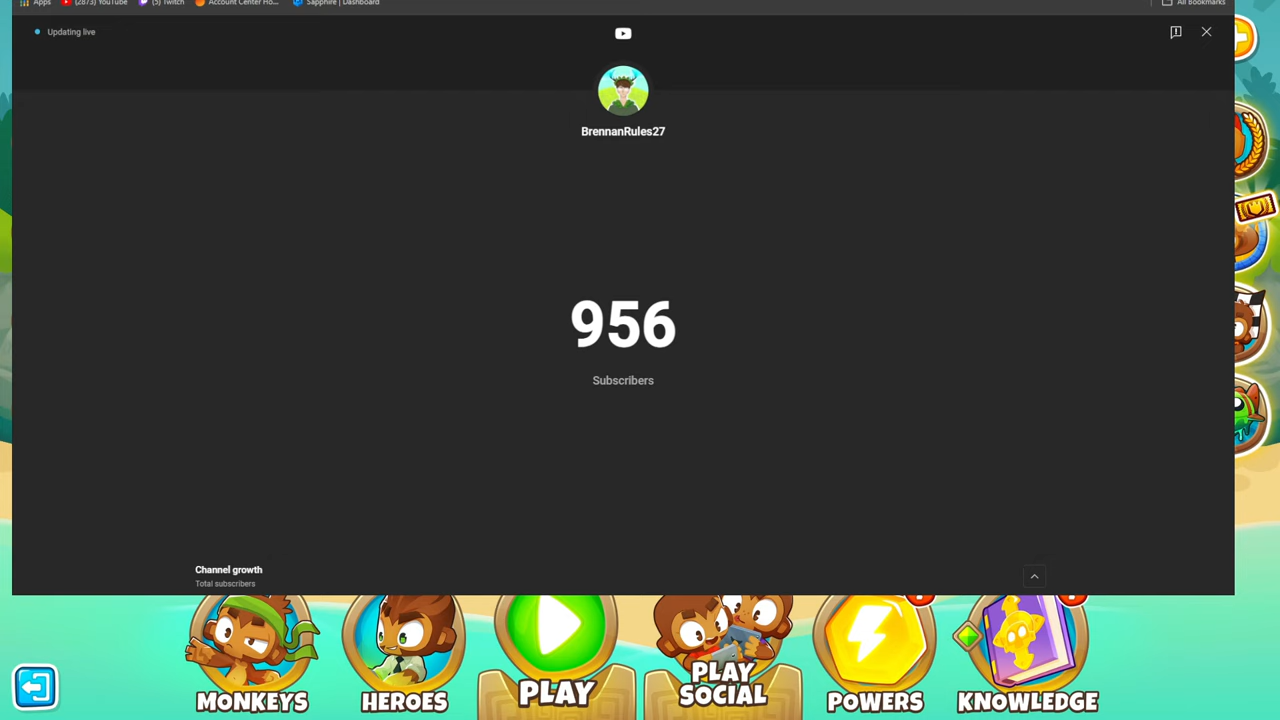 Apps
(2873) YouTube
(5) Twitch
Account Center Ho...
Sapphire | Dashboard
All Bookmarks
Updating live
BrennanRules27
956
Subscribers
Channel growth
Total subscribers
MONKEYS
HEROES
PLAY
PLAY
SOCIAL
POWERS
KNOWLEDGE